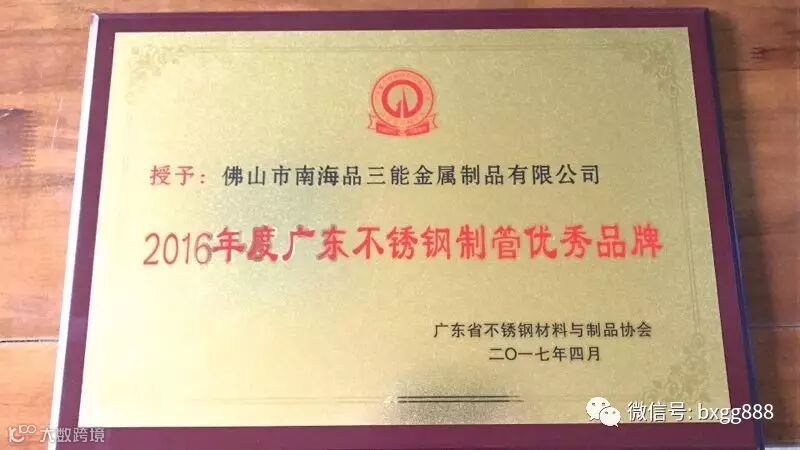 授予：佛山市南海品三能金属制品有限公司
2016年度广东不锈钢制管优秀品牌
广东省不锈钢材料与制品协会
二〇一七年四月
微信号: bxgg888
大数跨境